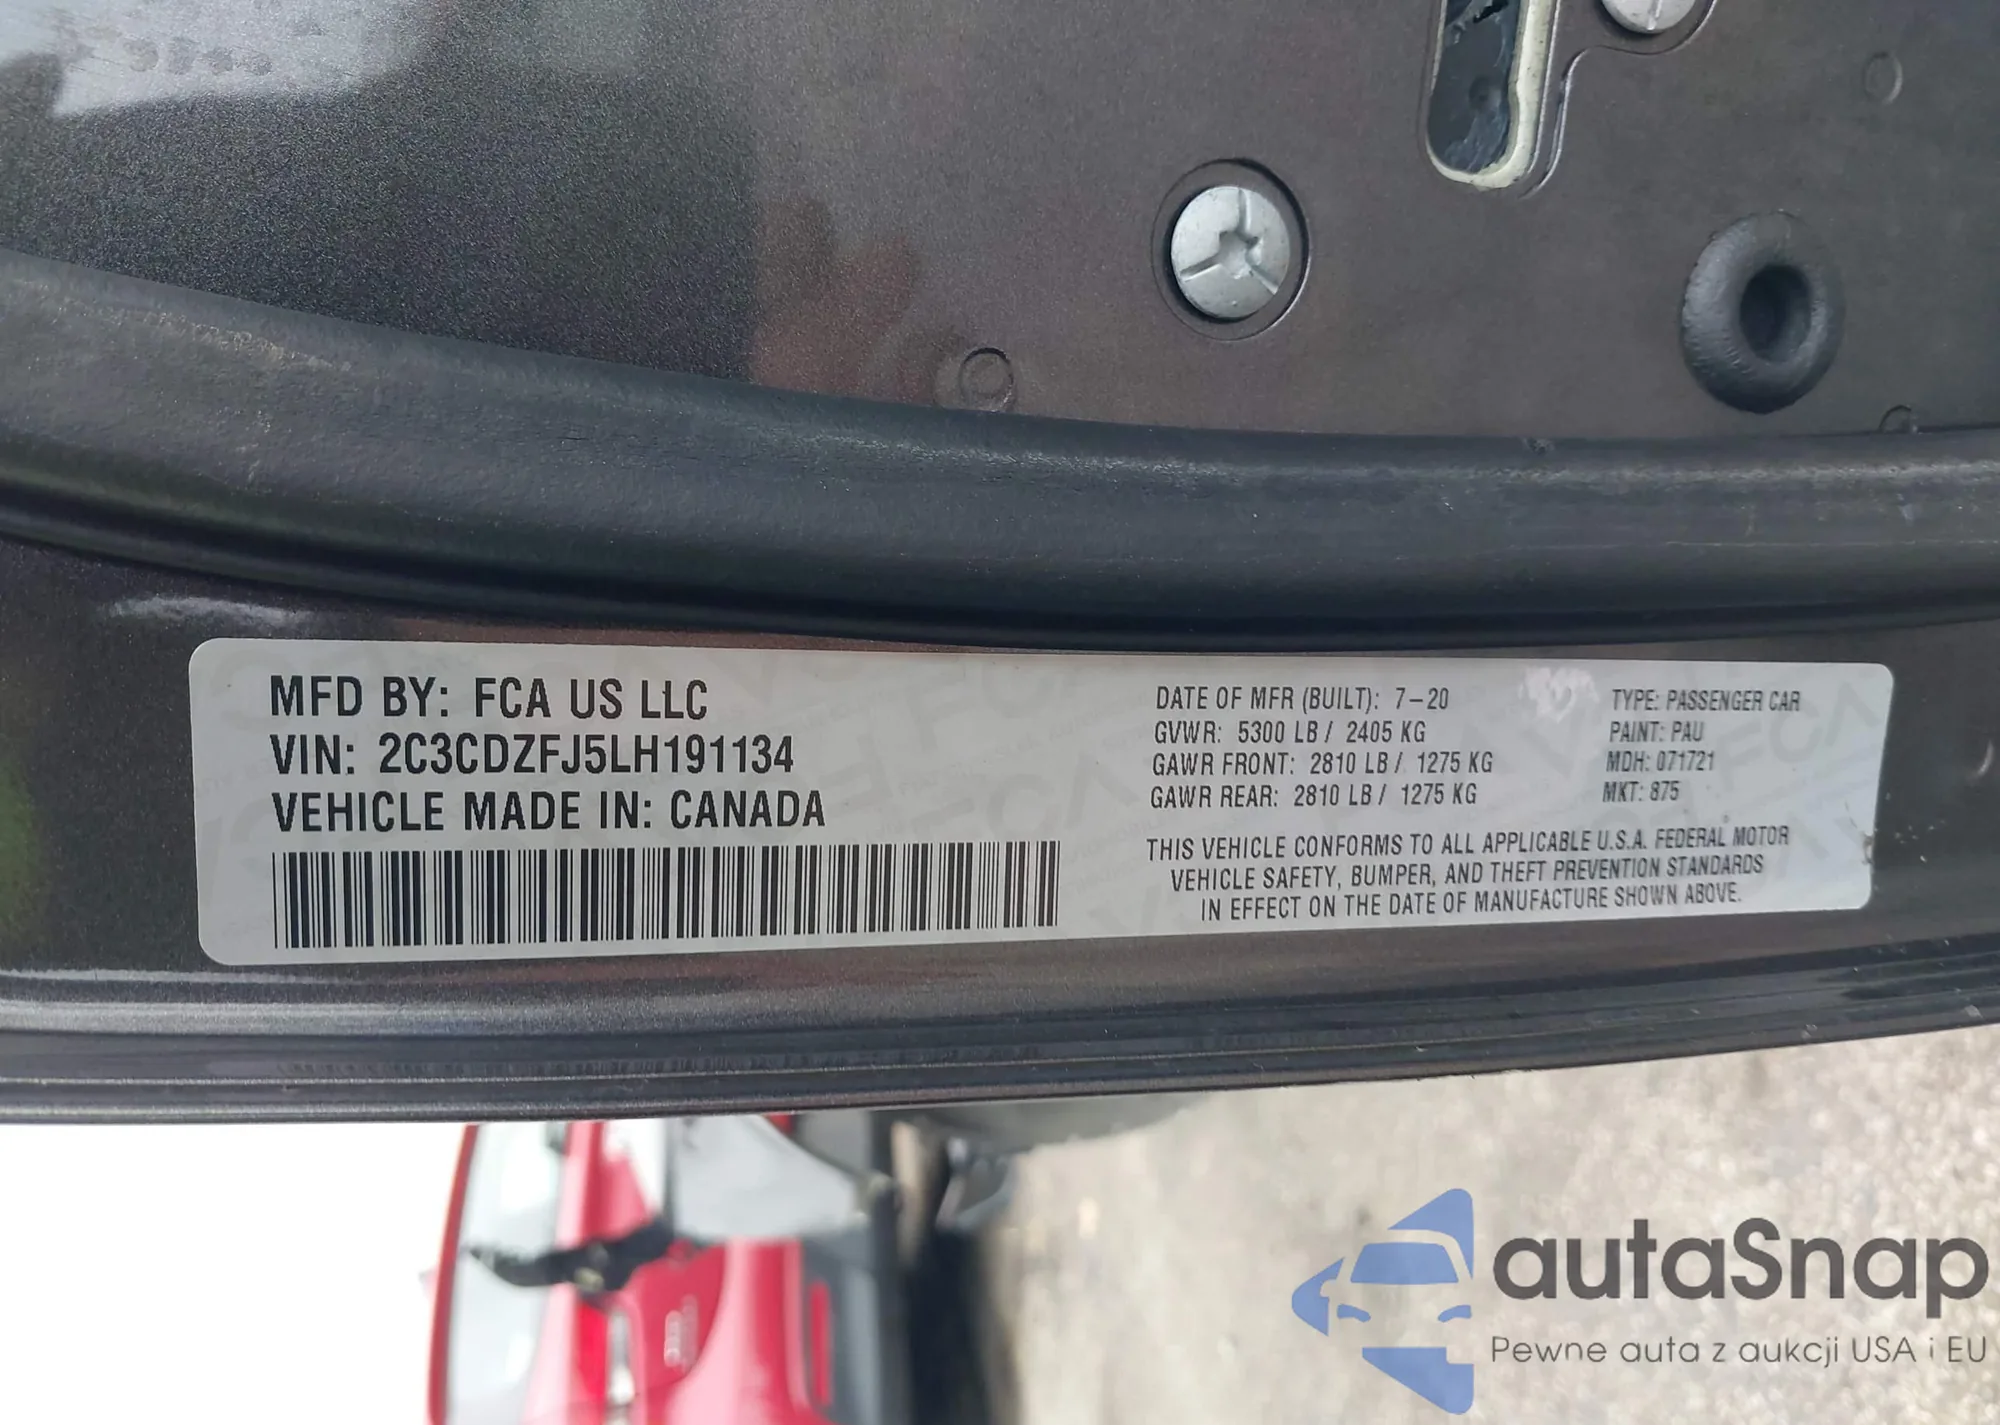 MFD BY: FCA US LLC
VIN: 2C3CDZFJ5LH191134
VEHICLE MADE IN: CANADA
DATE OF MFR (BUILT): 7-20
GVWR: 5300 LB / 2405 KG
GAWR FRONT: 2810 LB / 1275 KG
GAWR REAR: 2810 LB / 1275 KG
TYPE: PASSENGER CAR
PAINT: PAU
MDH: 071721
MKT: 875
THIS VEHICLE CONFORMS TO ALL APPLICABLE U.S.A. FEDERAL MOTOR
VEHICLE SAFETY, BUMPER, AND THEFT PREVENTION STANDARDS
IN EFFECT ON THE DATE OF MANUFACTURE SHOWN ABOVE.
autaSnap
Pewne auta z aukcji USA i EU